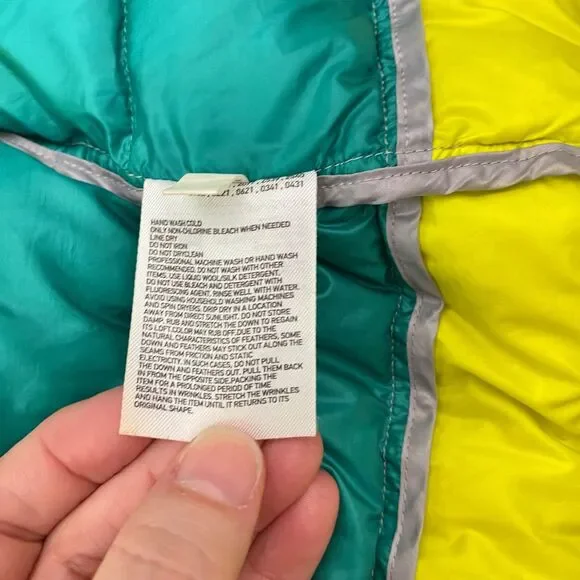 0621, 0341, 0431
HAND WASH COLD
ONLY NON-CHLORINE BLEACH WHEN NEEDED
LINE DRY
DO NOT IRON
DO NOT DRYCLEAN
PROFESSIONAL MACHINE WASH OR HAND WASH
RECOMMENDED. DO NOT WASH WITH OTHER
ITEMS. USE LIQUID WOOL/SILK DETERGENT.
DO NOT USE BLEACH AND DETERGENT WITH
FLUORESCING AGENT. RINSE WELL WITH WATER.
AVOID USING HOUSEHOLD WASHING MACHINES
AND SPIN DRYERS. DRIP DRY IN A LOCATION
AWAY FROM DIRECT SUNLIGHT. DO NOT STORE
DAMP. RUB AND STRETCH THE DOWN TO REGAIN
ITS LOFT.COLOR MAY RUB OFF.DUE TO THE
NATURAL CHARACTERISTICS OF FEATHERS, SOME
DOWN AND FEATHERS MAY STICK OUT ALONG THE
SEAMS FROM FRICTION AND STATIC
ELECTRICITY. IN SUCH CASES, DO NOT PULL
THE DOWN AND FEATHERS OUT. PULL THEM BACK
IN FROM THE OPPOSITE SIDE.PACKING THE
ITEM FOR A PROLONGED PERIOD OF TIME
RESULTS IN WRINKLES. STRETCH THE WRINKLES
AND HANG THE ITEM UNTIL IT RETURNS TO ITS
ORIGINAL SHAPE.